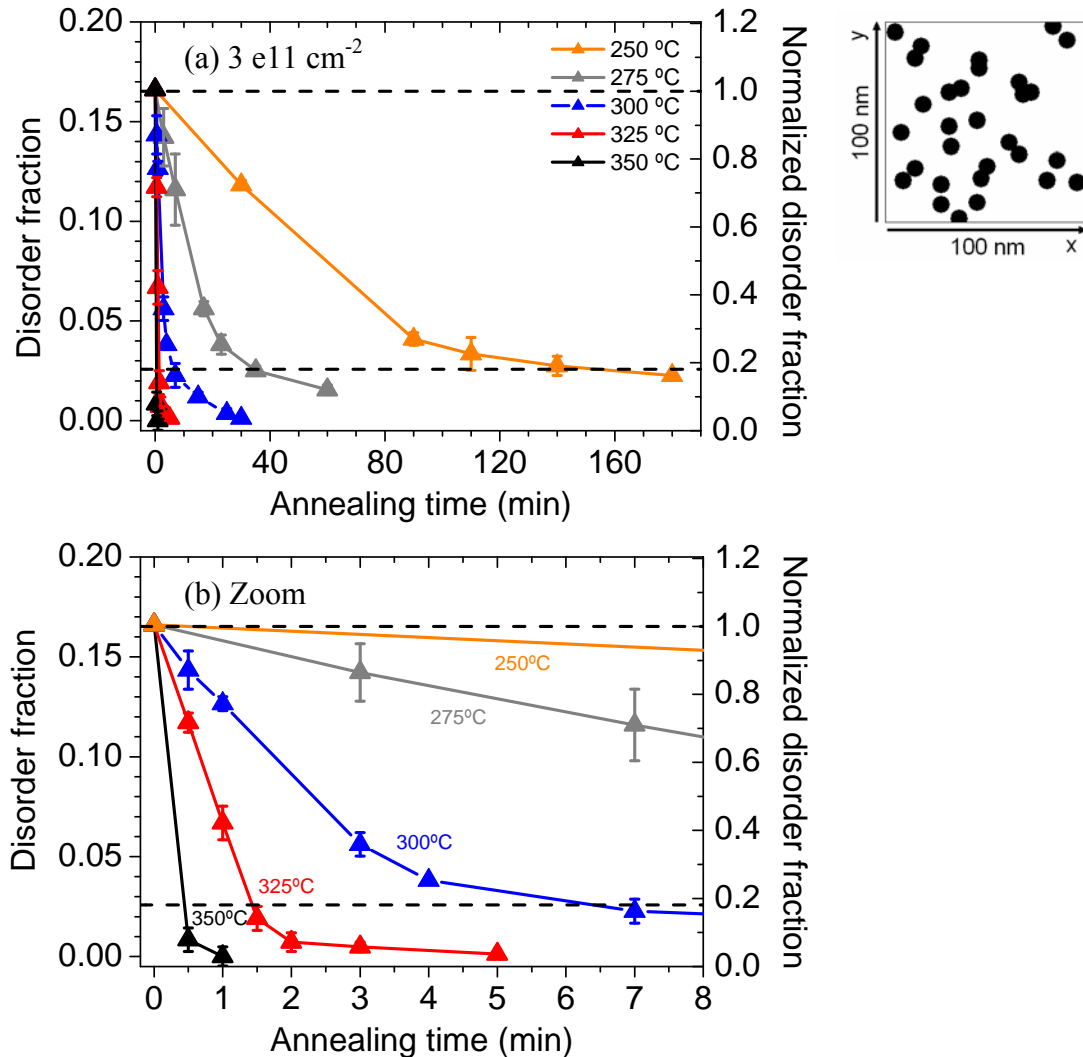 (a) 3 e11 cm⁻²
250 ºC
275 ºC
300 ºC
325 ºC
350 ºC
0.20
0.15
0.10
0.05
0.00
Disorder fraction
1.2
1.0
0.8
0.6
0.4
0.2
0.0
Normalized disorder fraction
0 40 80 120 160
Annealing time (min)
y
100 nm
100 nm x
(b) Zoom
0.20
0.15
0.10
0.05
0.00
Disorder fraction
250ºC
275ºC
300ºC
325ºC
350ºC
1.2
1.0
0.8
0.6
0.4
0.2
0.0
Normalized disorder fraction
0 1 2 3 4 5 6 7 8
Annealing time (min)